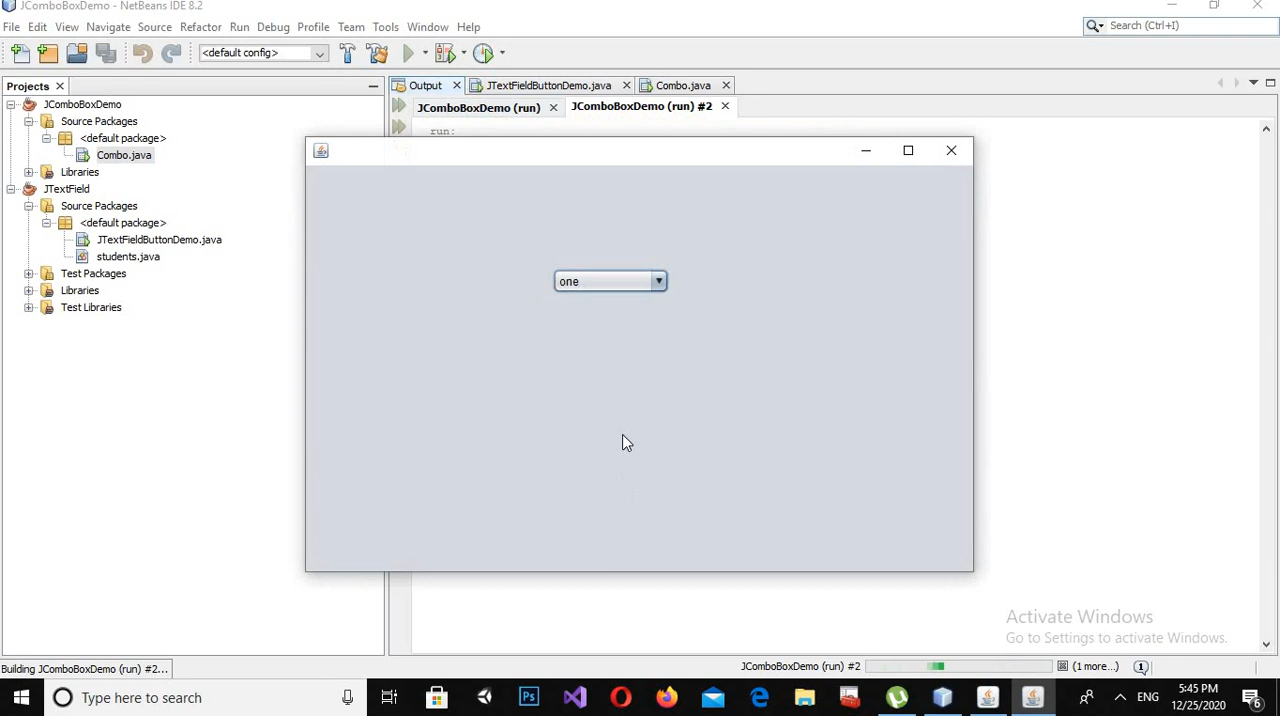 JComboBoxDemo - NetBeans IDE 8.2
File Edit View Navigate Source Refactor Run Debug Profile Team Tools Window Help
Search (Ctrl+I)
<default config>
Projects
Output JTextFieldButtonDemo.java Combo.java
JComboBoxDemo
JComboBoxDemo (run) JComboBoxDemo (run) #2
Source Packages
run:
<default package>
Combo.java
Libraries
JTextField
Source Packages
<default package>
JTextFieldButtonDemo.java
students.java
Test Packages
Libraries
Test Libraries
one
Activate Windows
Go to Settings to activate Windows.
Building JComboBoxDemo (run) #2...
JComboBoxDemo (run) #2
(1 more...)
1
Type here to search
Ps
ENG
5:45 PM
12/25/2020
6